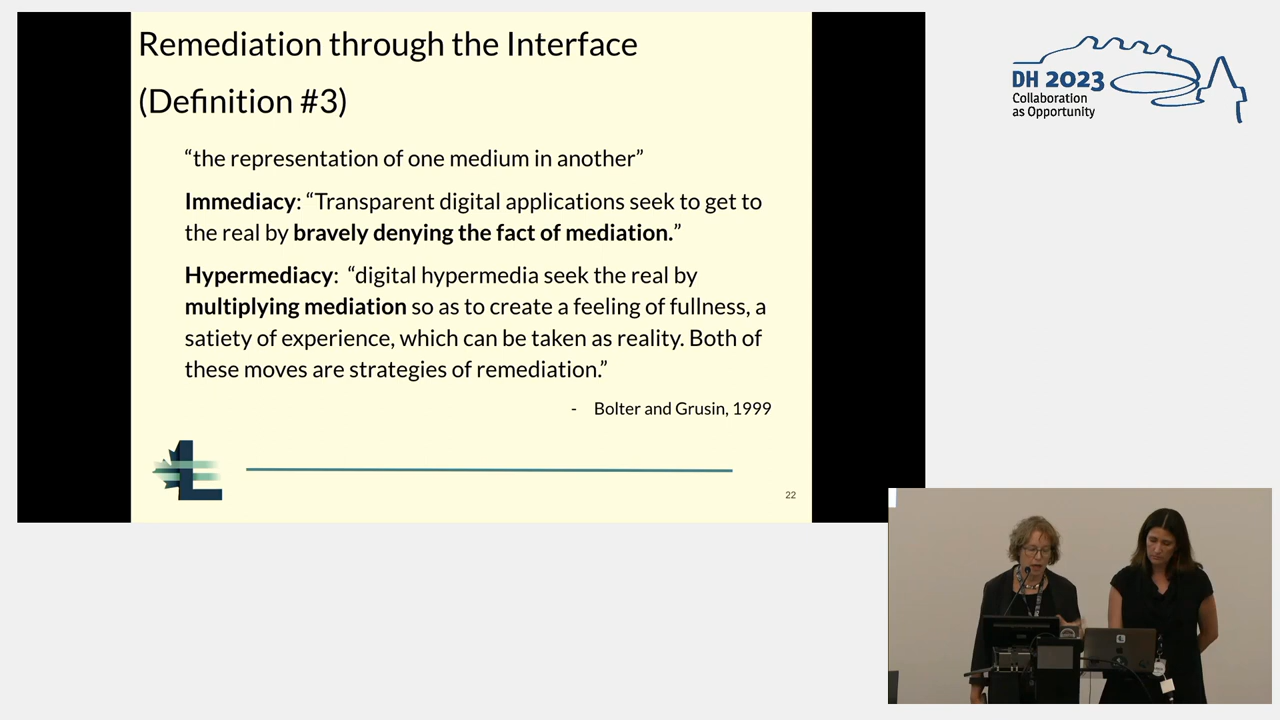 Remediation through the Interface
(Definition #3)
“the representation of one medium in another”
Immediacy: “Transparent digital applications seek to get to
the real by bravely denying the fact of mediation.”
Hypermediacy: “digital hypermedia seek the real by
multiplying mediation so as to create a feeling of fullness, a
satiety of experience, which can be taken as reality. Both of
these moves are strategies of remediation.”
- Bolter and Grusin, 1999
22
DH 2023
Collaboration
as Opportunity